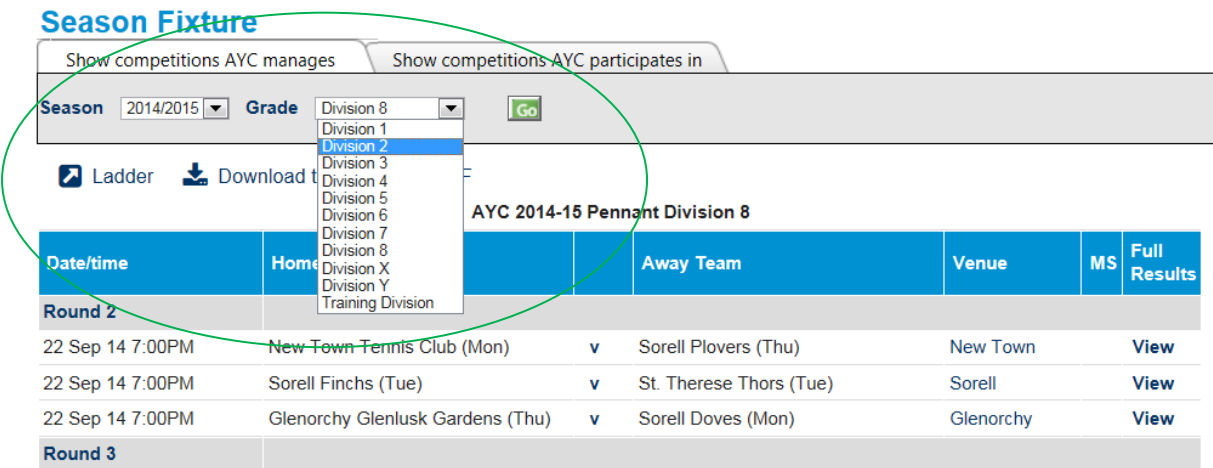 Season Fixture
Show competitions AYC manages Show competitions AYC participates in
Season 2014/2015 Grade Division 8 Go
Division 1
Division 2
Division 3
Ladder Download t F
Division 4
Division 5
Division 6
AYC 2014-15 Pennant Division 8
Division 7
Division 8
Division X
Division Y
Training Division
Date/time Home Away Team Venue MS Full Results
Round 2
22 Sep 14 7:00PM New Town Tennis Club (Mon) v Sorell Plovers (Thu) New Town View
22 Sep 14 7:00PM Sorell Finchs (Tue) v St. Therese Thors (Tue) Sorell View
22 Sep 14 7:00PM Glenorchy Glenlusk Gardens (Thu) v Sorell Doves (Mon) Glenorchy View
Round 3